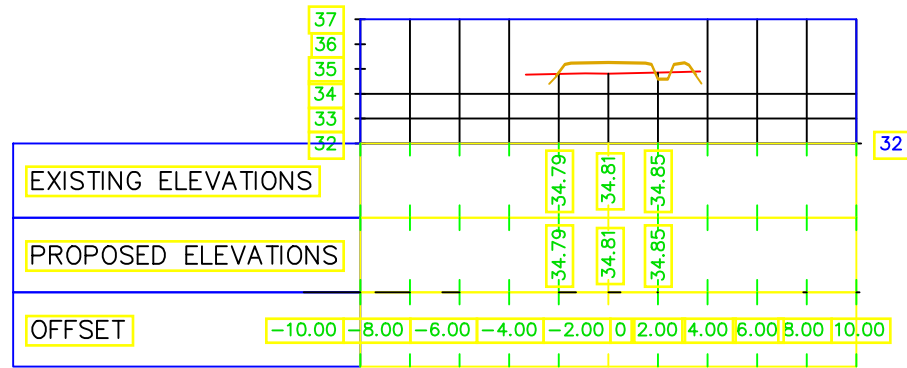 37
36
35
34
33
32 32
EXISTING ELEVATIONS 34.79 34.81 34.85
PROPOSED ELEVATIONS 34.79 34.81 34.85
OFFSET -10.00 -8.00 -6.00 -4.00 -2.00 0 2.00 4.00 6.00 8.00 10.00